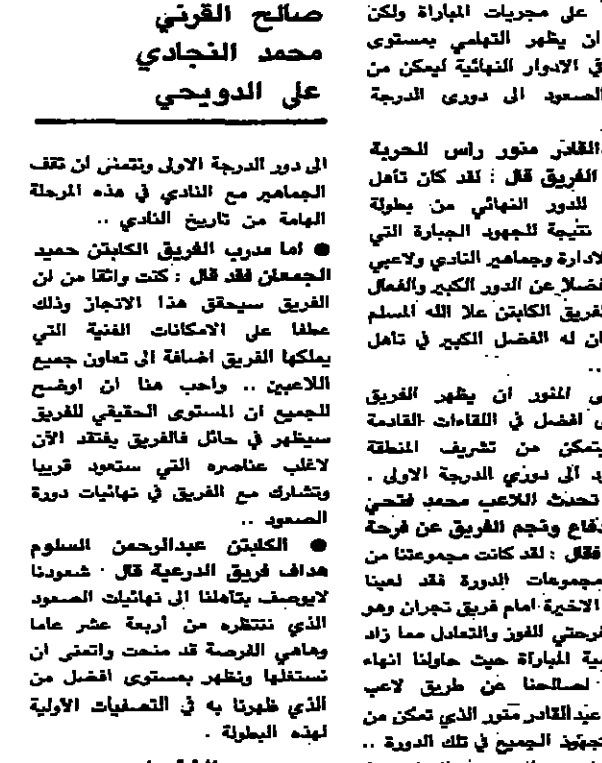 على مجريات المباراة ولكن
ان يظهر التهامي بمستوى
في الادوار النهائية ليمكن من
الصعود الى دورى الدرجة
القادر منور راس الحربة
الفريق قال : لقد كان تأهل
للدور النهائي من بطولة
نتيجة للجهود الجبارة التي
لادارة وجماهير النادي ولاعبي
فضلا عن الدور الكبير والفعال
لفريق الكابتن علا الله المسلم
ان له الفضل الكبير في تأهل
..
ى المنور ان يظهر الفريق
افضل في اللقاءات القادمة
يتمكن من تشريف المنطقة
د الى دوري الدرجة الاولى .
تحدث اللاعب محمد فتحي
دفاع ونجم الفريق عن فرحة
فقال : لقد كانت مجموعتنا من
مجموعات الدورة فقد لعبنا
الاخيرة امام فريق نجران وهو
فرحتي للفوز والتعادل مما زاد
بية المباراة حيث حاولنا انهاء
لصالحنا عن طريق لاعب
عبدالقادر منور الذي تمكن من
تجهيز الجميع في تلك الدورة ..
صالح القرني
محمد النجادي
على الدويحي
الى دور الدرجة الاولى ونتمنى ان تقف
الجماهير مع النادي في هذه المرحلة
الهامة من تاريخ النادي ..
● اما مدرب الفريق الكابتن حميد
الجمعان فقد قال : كنت واثقا من ان
الفريق سيحقق هذا الانجاز وذلك
عطفا على الامكانات الفنية التي
يملكها الفريق اضافة الى تعاون جميع
اللاعبين .. واحب هنا ان اوضح
للجميع ان المستوى الحقيقي للفريق
سيظهر في حائل فالفريق يفتقد الآن
لاغلب عناصره التي ستعود قريبا
وتشارك مع الفريق في نهائيات دورة
الصعود ..
● الكابتن عبدالرحمن السلوم
هداف فريق الدرعية قال : شعودنا
لايوصف بتأهلنا الى نهائيات الصعود
الذي ننتظره من أربعة عشر عاما
وهاهي الفرصة قد منحت واتمنى ان
نستغلها ونظهر بمستوى افضل من
الذي ظهرنا به في التصفيات الأولية
لهذه البطولة .